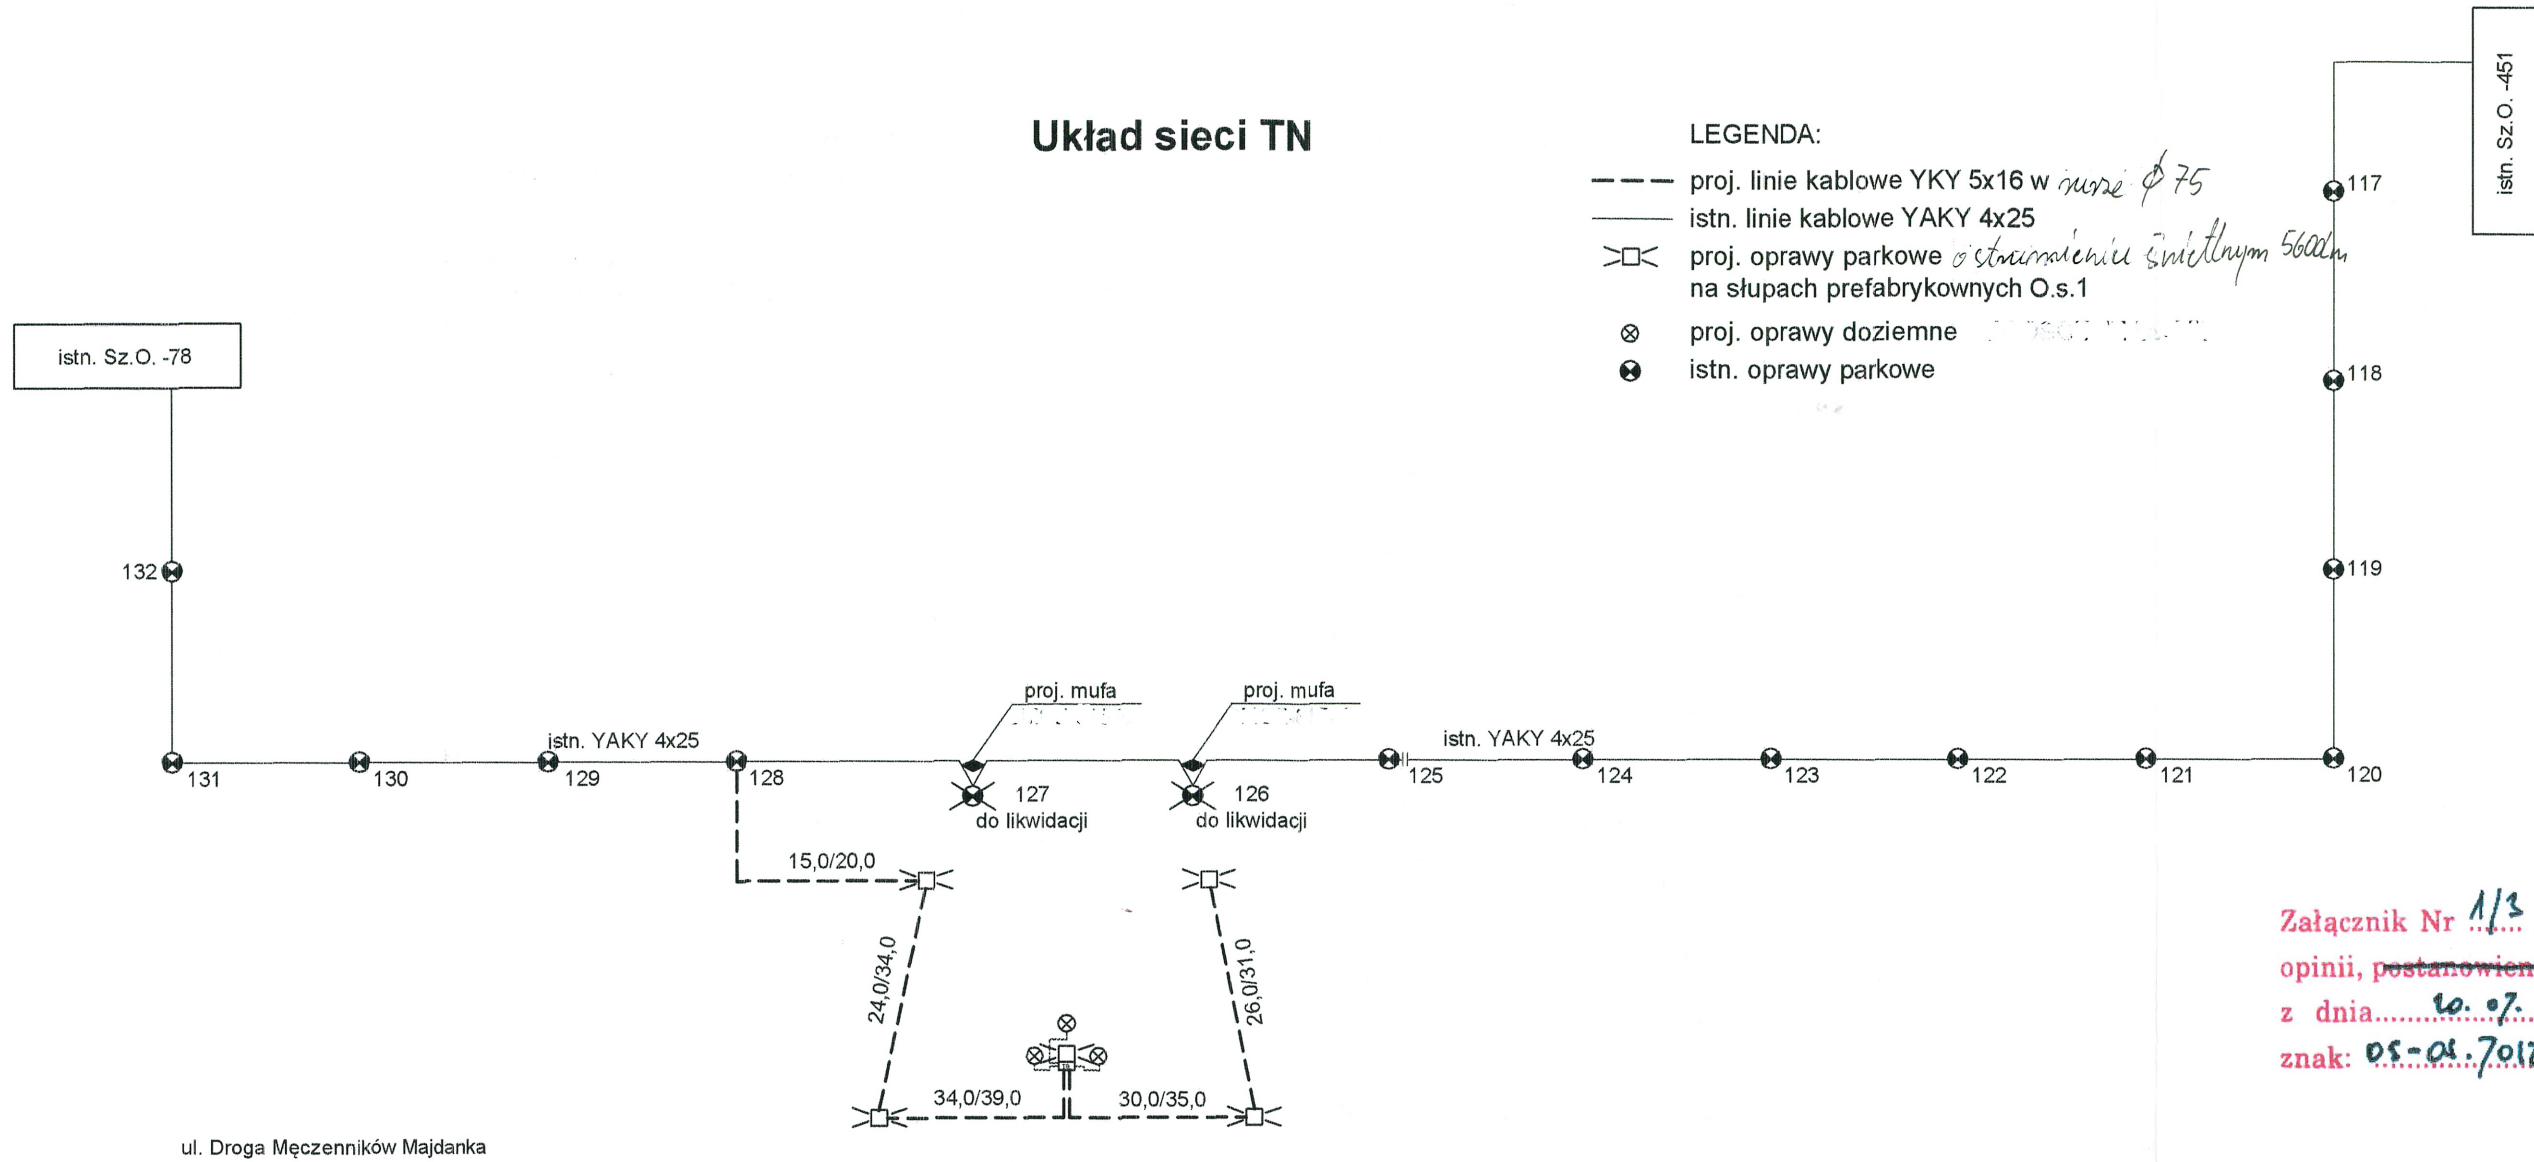 Układ sieci TN
LEGENDA:
proj. linie kablowe YKY 5x16 w rurze φ 75
istn. linie kablowe YAKY 4x25
proj. oprawy parkowe o strumieniu świetlnym 5600lm
na słupach prefabrykownych O.s.1
proj. oprawy doziemne
istn. oprawy parkowe
istn. Sz.O. -451
117
118
119
istn. Sz.O. -78
132
proj. mufa
proj. mufa
istn. YAKY 4x25
istn. YAKY 4x25
131
130
129
128
127
do likwidacji
126
do likwidacji
125
124
123
122
121
120
15,0/20,0
24,0/34,0
26,0/31,0
34,0/39,0
30,0/35,0
ul. Droga Męczenników Majdanka
Załącznik Nr 1/3
opinii, postanowien
z dnia 20. 07.
znak: